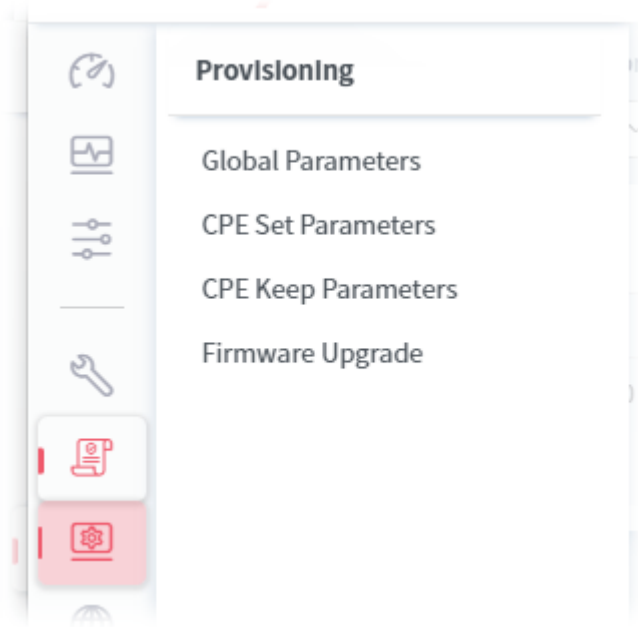 Provisioning
Global Parameters
CPE Set Parameters
CPE Keep Parameters
Firmware Upgrade